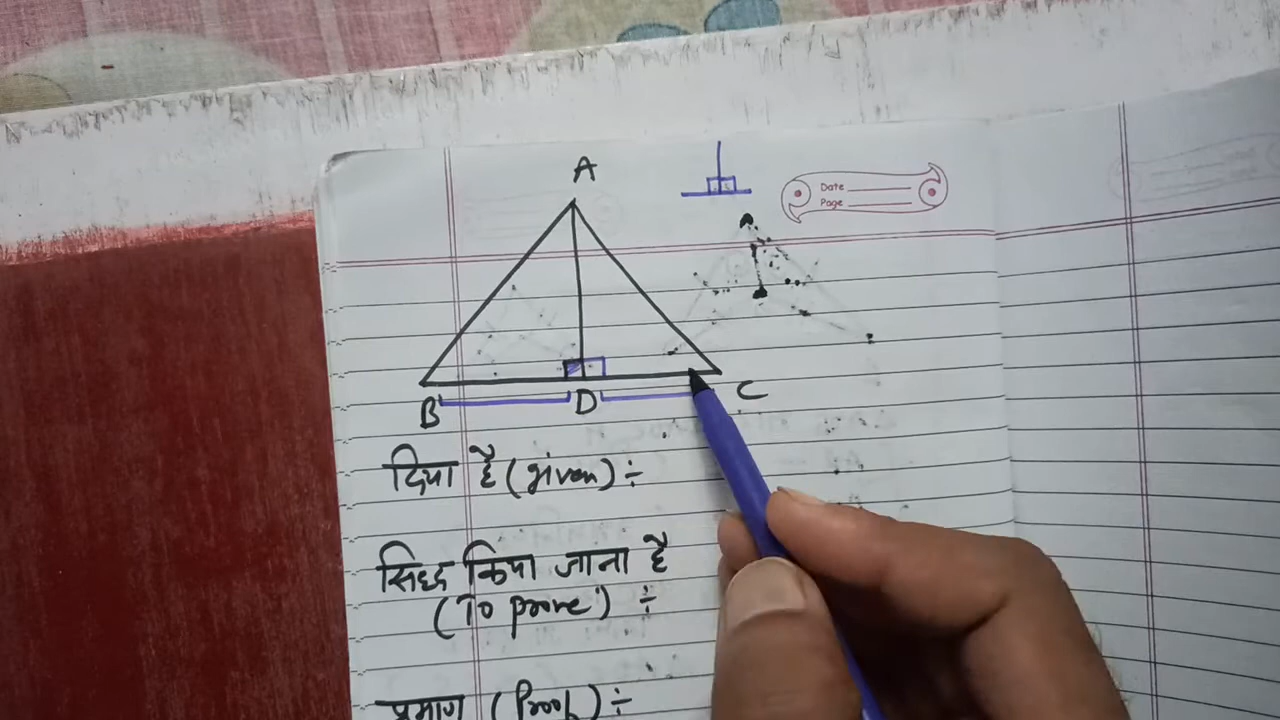 A
Date
Page
B D C
दिया है (given) ÷
सिध्द किया जाना है
(To prove) ÷
प्रमाण (Proof) ÷